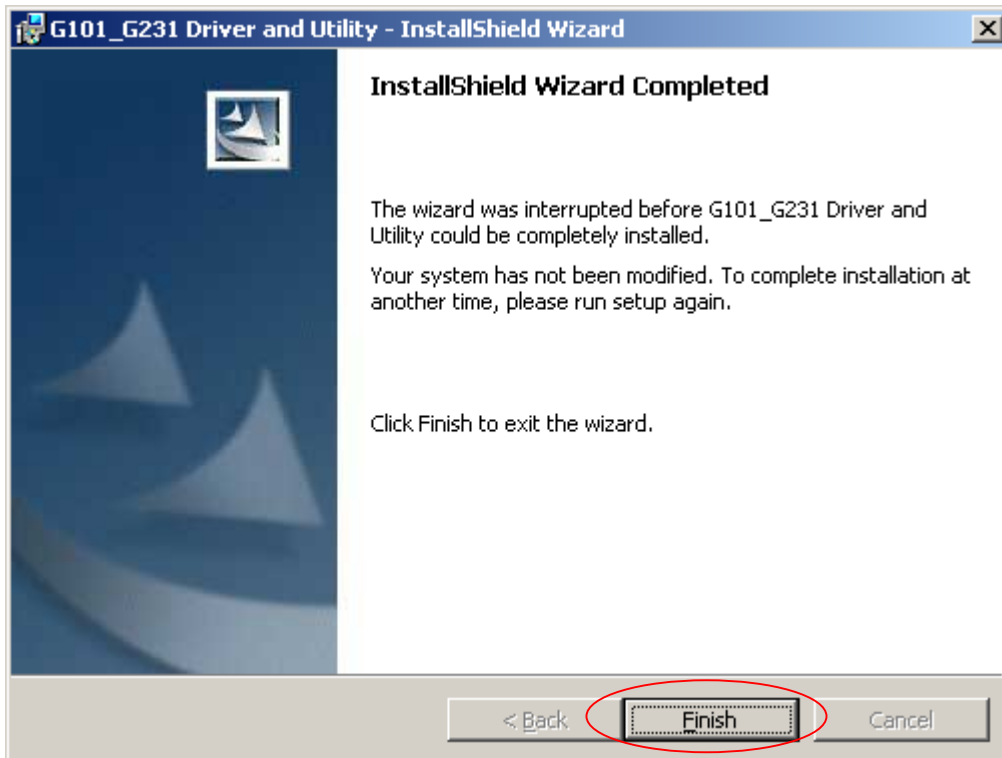 G101_G231 Driver and Utility - InstallShield Wizard
InstallShield Wizard Completed
The wizard was interrupted before G101_G231 Driver and
Utility could be completely installed.
Your system has not been modified. To complete installation at
another time, please run setup again.
Click Finish to exit the wizard.
< Back
Finish
Cancel